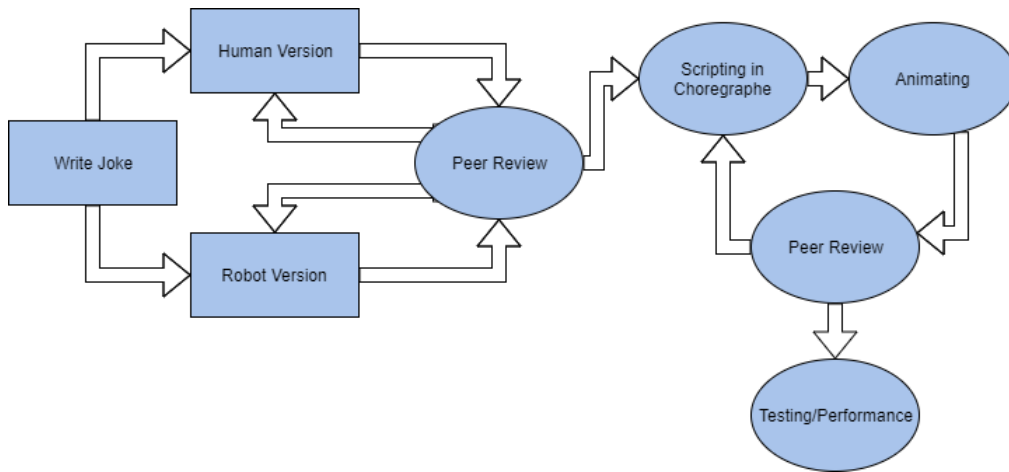 Human Version
Write Joke
Robot Version
Peer Review
Scripting in
Choregraphe
Animating
Peer Review
Testing/Performance